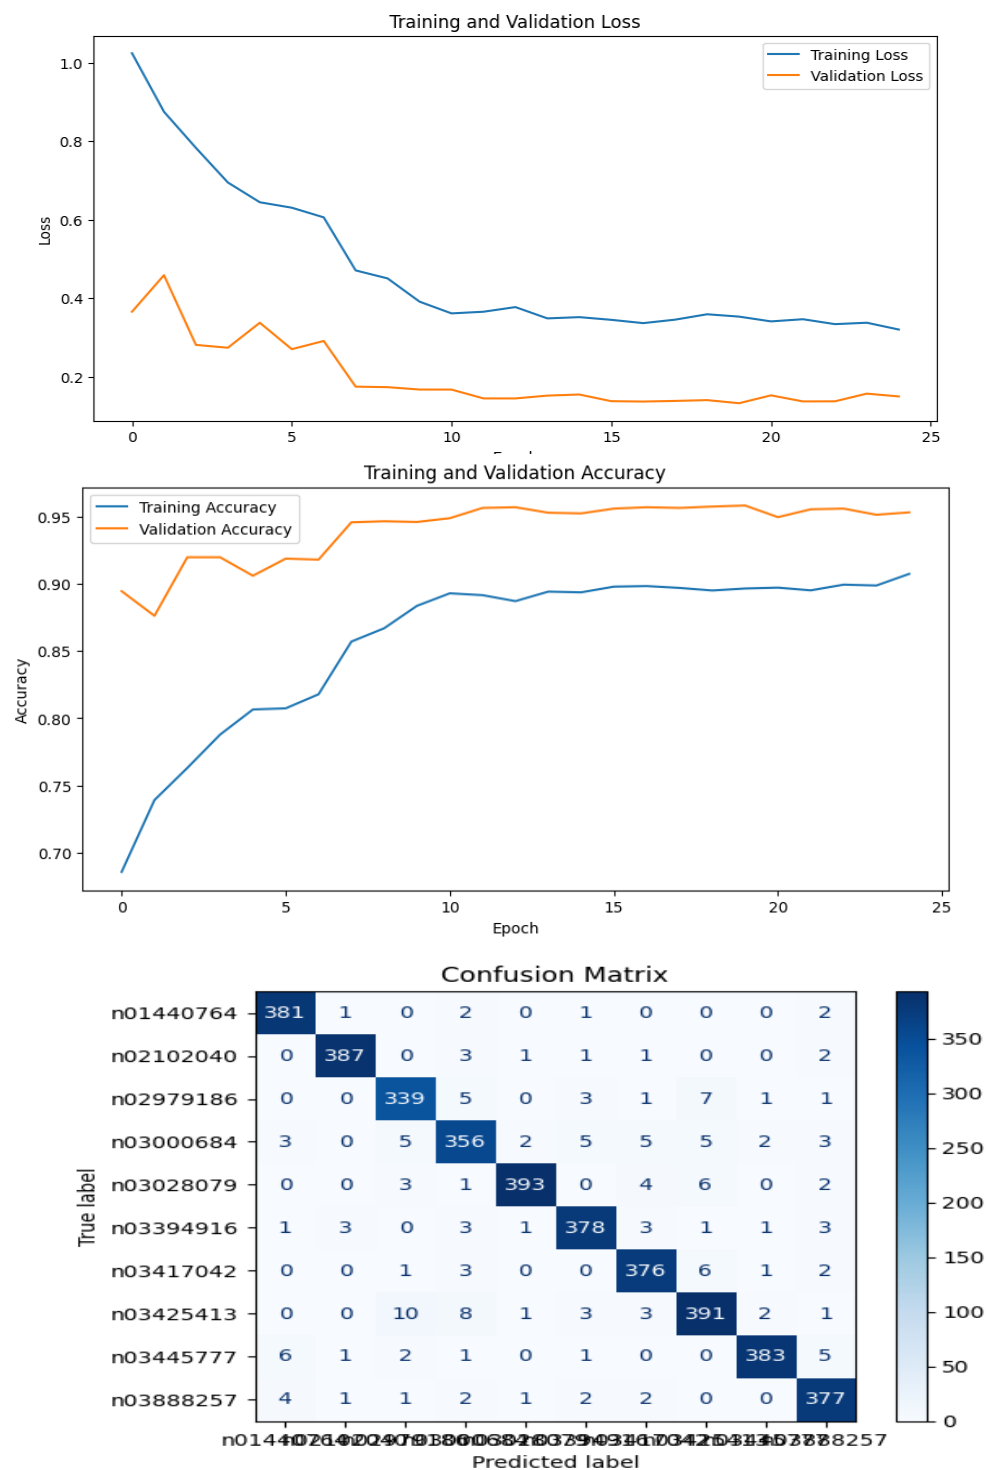 Training and Validation Loss
Training Loss
Validation Loss
1.0
0.8
0.6
0.4
0.2
Loss
0 5 10 15 20 25
Training and Validation Accuracy
Training Accuracy
Validation Accuracy
0.95
0.90
0.85
0.80
0.75
0.70
Accuracy
0 5 10 15 20 25
Epoch
Confusion Matrix
n01440764 381 1 0 2 0 1 0 0 0 2
n02102040 0 387 0 3 1 1 1 0 0 2
n02979186 0 0 339 5 0 3 1 7 1 1
n03000684 3 0 5 356 2 5 5 5 2 3
n03028079 0 0 3 1 393 0 4 6 0 2
n03394916 1 3 0 3 1 378 3 1 1 3
n03417042 0 0 1 3 0 0 376 6 1 2
n03425413 0 0 10 8 1 3 3 391 2 1
n03445777 6 1 2 1 0 1 0 0 383 5
n03888257 4 1 1 2 1 2 2 0 0 377
True label
Predicted label
350
300
250
200
150
100
50
0